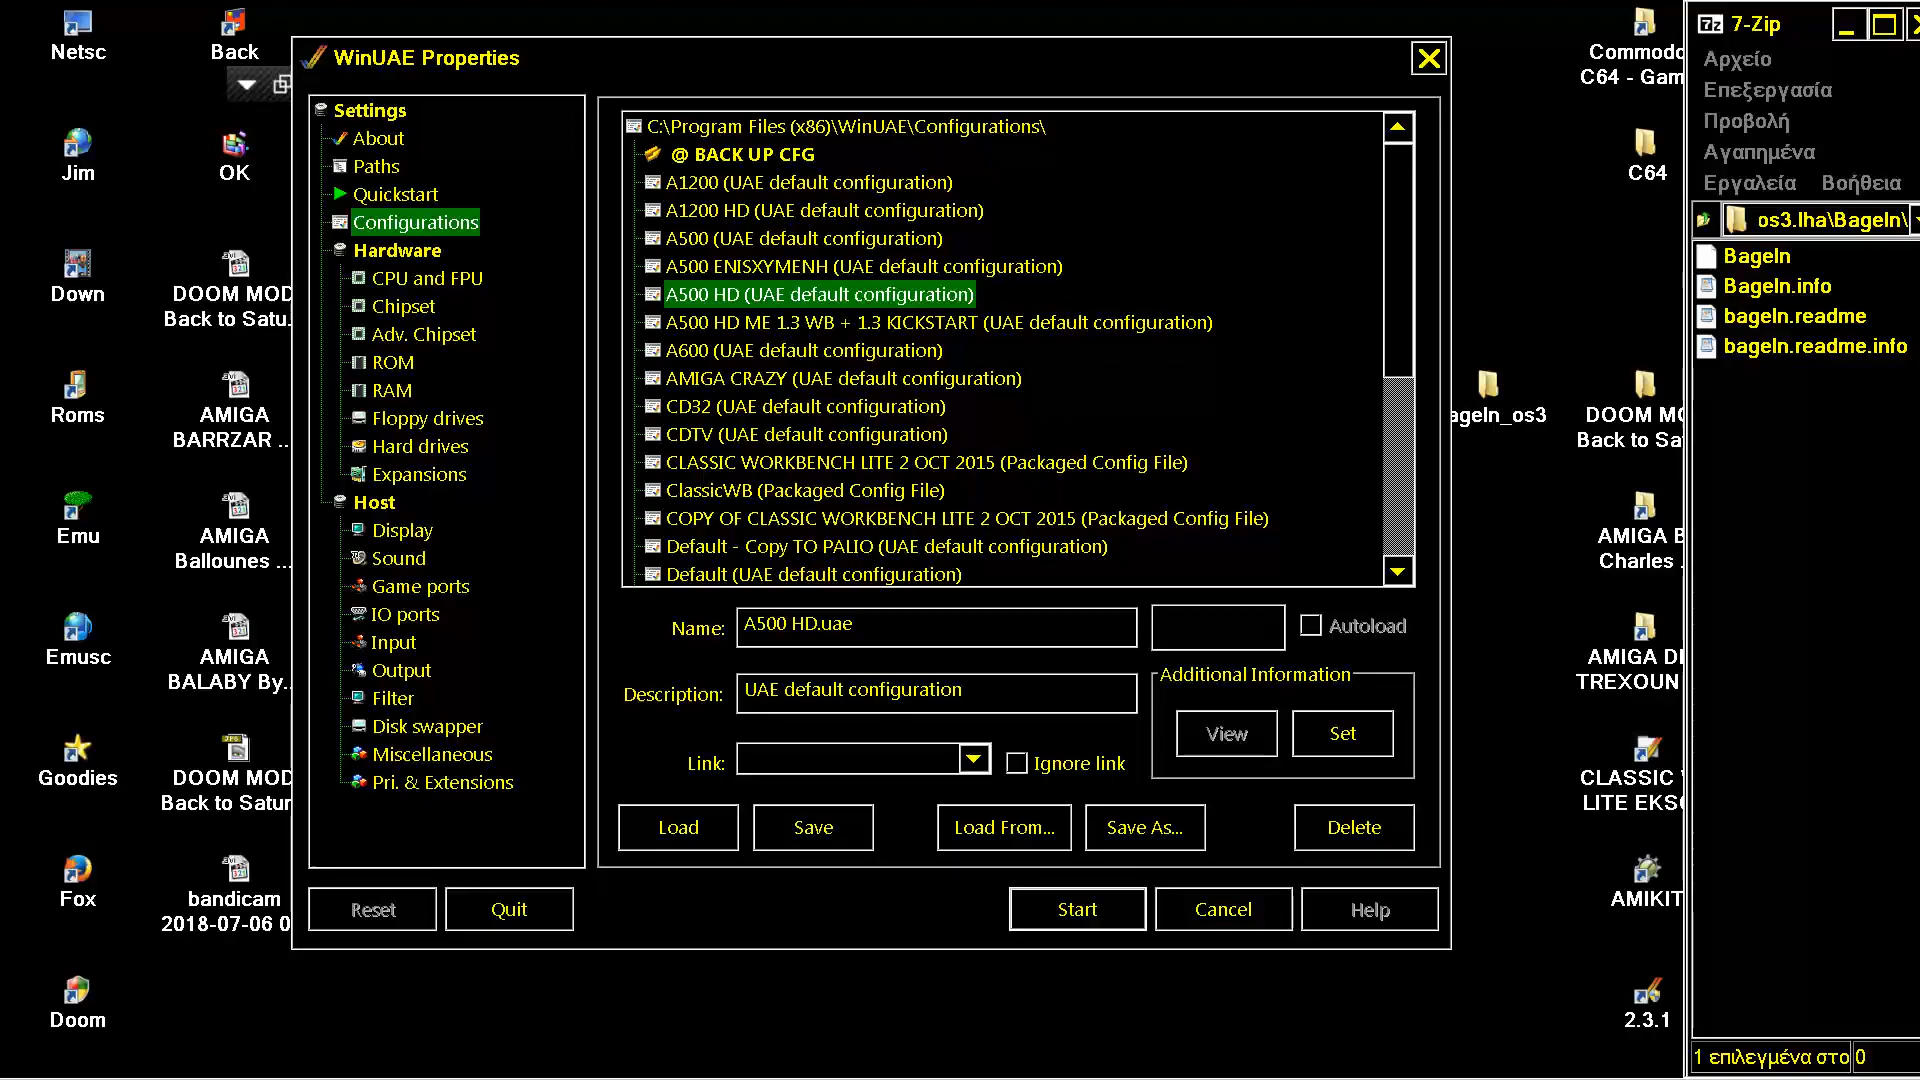 Netsc
Back
Jim
OK
Down
DOOM MOD
Back to Satu...
Roms
AMIGA
BARRZAR ...
Emu
AMIGA
Ballounes ...
Emusc
AMIGA
BALABY By...
Goodies
DOOM MOD
Back to Satur
Fox
bandicam
2018-07-06 0
Doom
WinUAE Properties
Settings
About
Paths
Quickstart
Configurations
Hardware
CPU and FPU
Chipset
Adv. Chipset
ROM
RAM
Floppy drives
Hard drives
Expansions
Host
Display
Sound
Game ports
IO ports
Input
Output
Filter
Disk swapper
Miscellaneous
Pri. & Extensions
C:\Program Files (x86)\WinUAE\Configurations\
@ BACK UP CFG
A1200 (UAE default configuration)
A1200 HD (UAE default configuration)
A500 (UAE default configuration)
A500 ENISXYMENH (UAE default configuration)
A500 HD (UAE default configuration)
A500 HD ME 1.3 WB + 1.3 KICKSTART (UAE default configuration)
A600 (UAE default configuration)
AMIGA CRAZY (UAE default configuration)
CD32 (UAE default configuration)
CDTV (UAE default configuration)
CLASSIC WORKBENCH LITE 2 OCT 2015 (Packaged Config File)
ClassicWB (Packaged Config File)
COPY OF CLASSIC WORKBENCH LITE 2 OCT 2015 (Packaged Config File)
Default - Copy TO PALIO (UAE default configuration)
Default (UAE default configuration)
Name: A500 HD.uae
Autoload
Description: UAE default configuration
Additional Information
View Set
Link:
Ignore link
Load Save Load From... Save As... Delete
Reset Quit Start Cancel Help
Commodo
C64 - Gam
C64
ageln_os3
DOOM MO
Back to Sa
AMIGA B
Charles .
AMIGA DI
TREXOUN
CLASSIC
LITE EKS
AMIKIT
2.3.1
7-Zip
Αρχείο
Επεξεργασία
Προβολή
Αγαπημένα
Εργαλεία Βοήθεια
os3.lha\Bageln\
Bageln
Bageln.info
bageln.readme
bageln.readme.info
1 επιλεγμένα στο 0